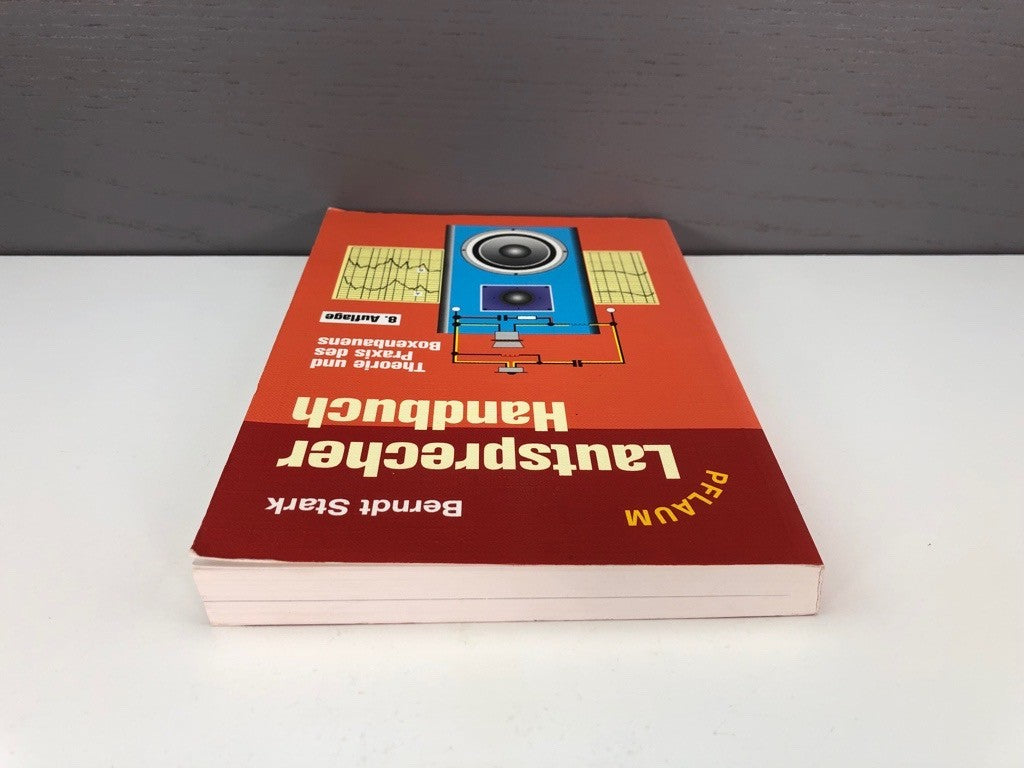 Berndt Stark
PFLAUM
Lautsprecher
Handbuch
Theorie und
Praxis des
Boxenbauens
8. Auflage